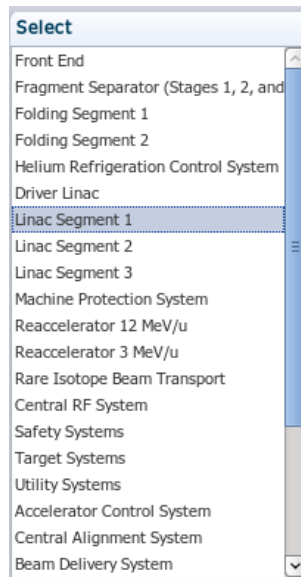 Select
Front End
Fragment Separator (Stages 1, 2, and
Folding Segment 1
Folding Segment 2
Helium Refrigeration Control System
Driver Linac
Linac Segment 1
Linac Segment 2
Linac Segment 3
Machine Protection System
Reaccelerator 12 MeV/u
Reaccelerator 3 MeV/u
Rare Isotope Beam Transport
Central RF System
Safety Systems
Target Systems
Utility Systems
Accelerator Control System
Central Alignment System
Beam Delivery System